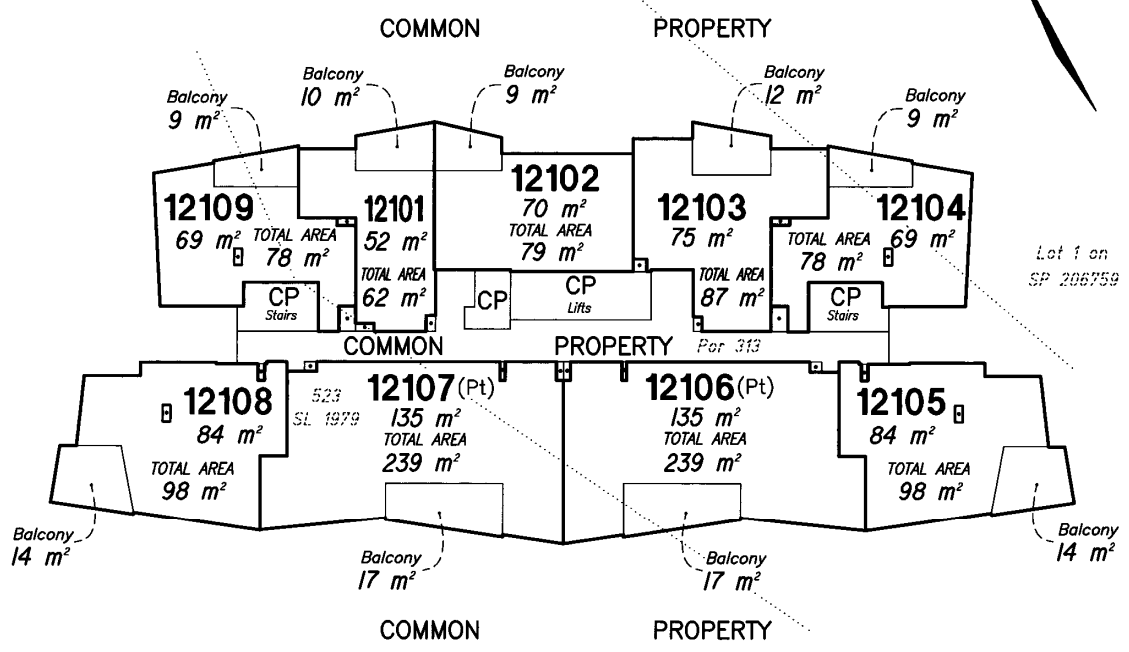 COMMON PROPERTY
Balcony
9 m²
Balcony
10 m²
Balcony
9 m²
Balcony
12 m²
Balcony
9 m²
12109
69 m²
TOTAL AREA
78 m²
12101
52 m²
TOTAL AREA
62 m²
12102
70 m²
TOTAL AREA
79 m²
12103
75 m²
TOTAL AREA
87 m²
12104
69 m²
TOTAL AREA
78 m²
Lot 1 on
SP 206759
CP
Stairs
CP
CP
Lifts
CP
Stairs
COMMON PROPERTY
Por 313
12108
84 m²
TOTAL AREA
98 m²
523
SL 1979
12107 (Pt)
135 m²
TOTAL AREA
239 m²
12106 (Pt)
135 m²
TOTAL AREA
239 m²
12105
84 m²
TOTAL AREA
98 m²
Balcony
14 m²
Balcony
17 m²
Balcony
17 m²
Balcony
14 m²
COMMON PROPERTY